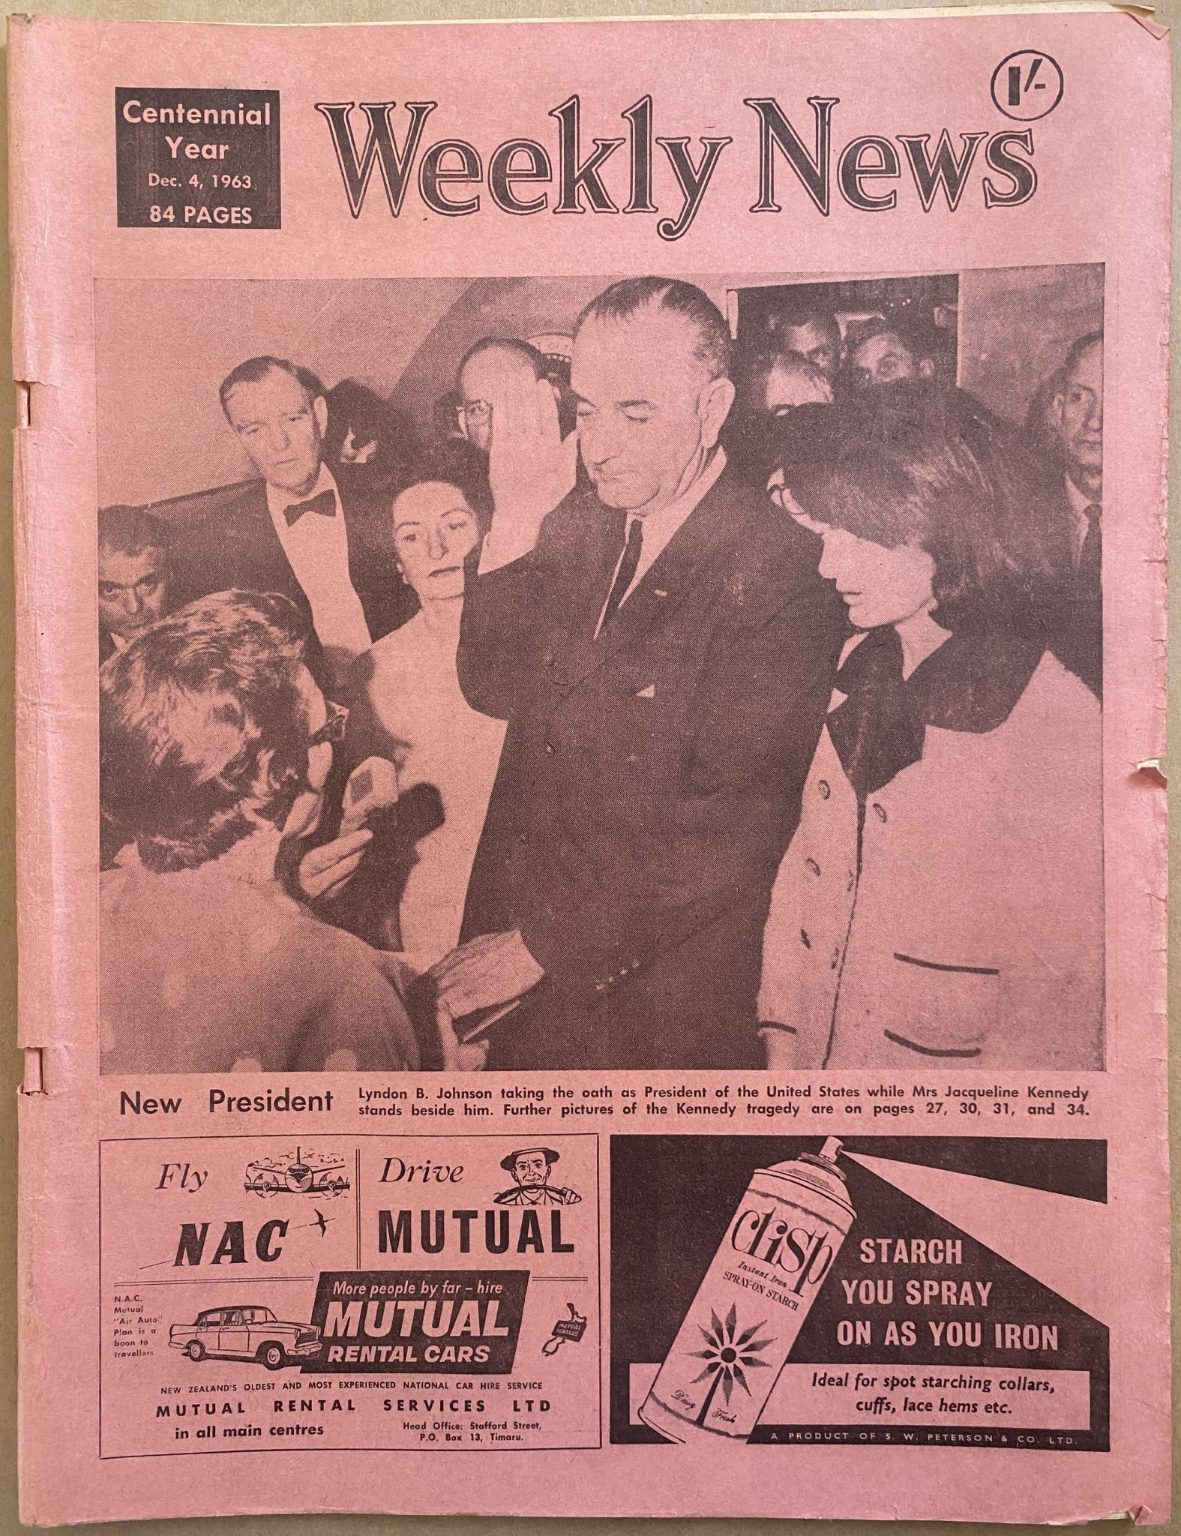 Centennial
Year
Dec. 4, 1963
84 PAGES
Weekly News
1/-
New President
Lyndon B. Johnson taking the oath as President of the United States while Mrs Jacqueline Kennedy
stands beside him. Further pictures of the Kennedy tragedy are on pages 27, 30, 31, and 34.
Fly
NAC
Drive
MUTUAL
N.A.C.
Mutual
"Air Auto"
Plan is a
boon to
travellers
More people by far – hire
MUTUAL
RENTAL CARS
MUTUAL
RENTALS
NEW ZEALAND'S OLDEST AND MOST EXPERIENCED NATIONAL CAR HIRE SERVICE
MUTUAL RENTAL SERVICES LTD
in all main centres
Head Office: Stafford Street,
P.O. Box 13, Timaru.
Crisp
Instant Iron
SPRAY-ON STARCH
STARCH
YOU SPRAY
ON AS YOU IRON
Ideal for spot starching collars,
cuffs, lace hems etc.
A PRODUCT OF S. W. PETERSON & CO. LTD.